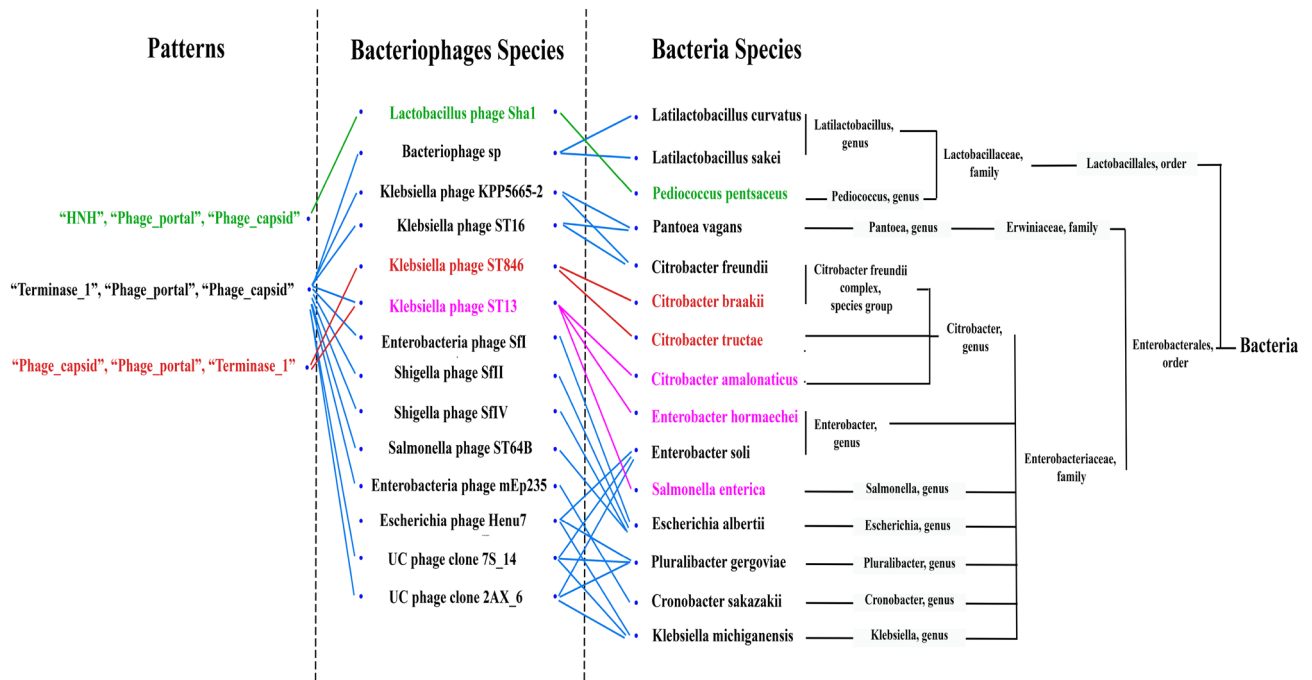 Patterns
Bacteriophages Species
Bacteria Species
“HNH”, “Phage_portal”, “Phage_capsid”
“Terminase_1”, “Phage_portal”, “Phage_capsid”
“Phage_capsid”, “Phage_portal”, “Terminase_1”
Lactobacillus phage Sha1
Bacteriophage sp
Klebsiella phage KPP5665-2
Klebsiella phage ST16
Klebsiella phage ST846
Klebsiella phage ST13
Enterobacteria phage SfI
Shigella phage SfII
Shigella phage SfIV
Salmonella phage ST64B
Enterobacteria phage mEp235
Escherichia phage Henu7
UC phage clone 7S_14
UC phage clone 2AX_6
Latilactobacillus curvatus
Latilactobacillus sakei
Pediococcus pentsaceus
Pantoea vagans
Citrobacter freundii
Citrobacter braakii
Citrobacter tructae
Citrobacter amalonaticus
Enterobacter hormaechei
Enterobacter soli
Salmonella enterica
Escherichia albertii
Pluralibacter gergoviae
Cronobacter sakazakii
Klebsiella michiganensis
Latilactobacillus,
genus
Pediococus, genus
Pantoea, genus
Citrobacter freundii
complex,
species group
Enterobacter,
genus
Salmonella, genus
Escherichia, genus
Pluralibacter, genus
Cronobacter, genus
Klebsiella, genus
Lactobacillaceae,
family
Erwiniaceae, family
Citrobacter,
genus
Enterobacteriaceae,
family
Lactobacillales, order
Enterobacterales,
order
Bacteria